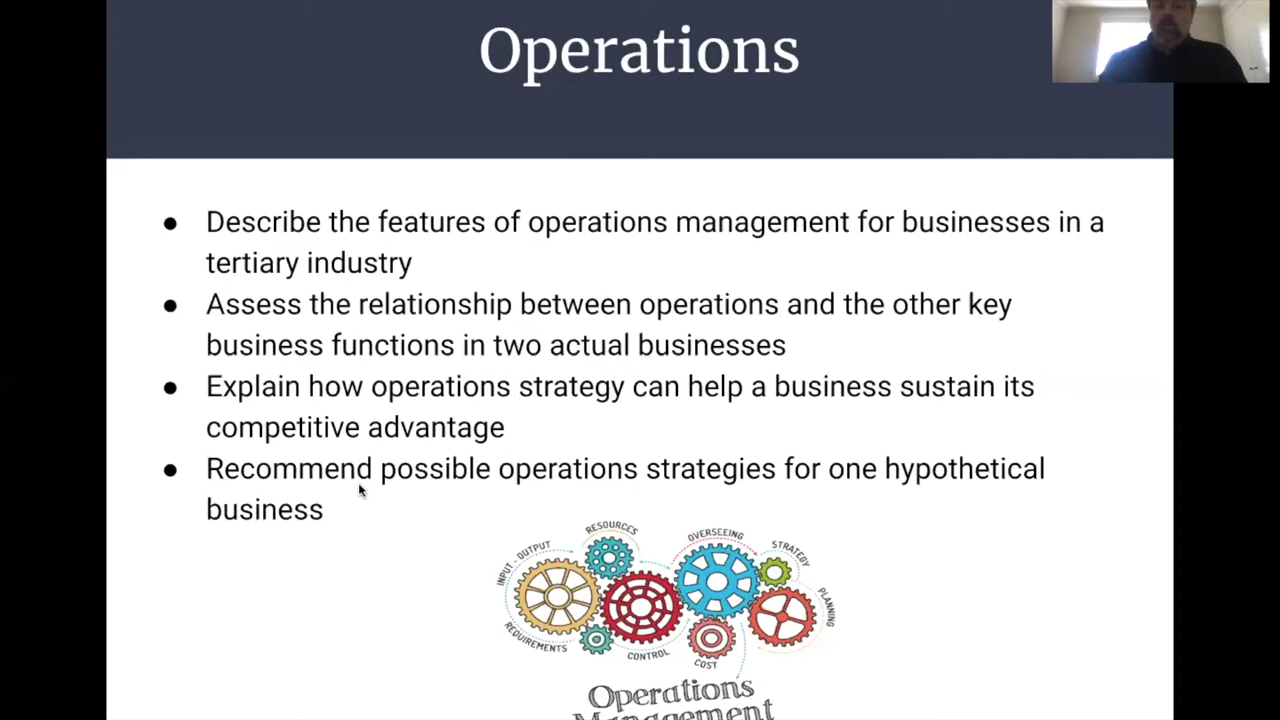 Operations
● Describe the features of operations management for businesses in a
tertiary industry
● Assess the relationship between operations and the other key
business functions in two actual businesses
● Explain how operations strategy can help a business sustain its
competitive advantage
● Recommend possible operations strategies for one hypothetical
business
RESOURCES
OVERSEEING
INPUT - OUTPUT
STRATEGY
PLANNING
REQUIREMENTS
CONTROL
COST
Operations
Management